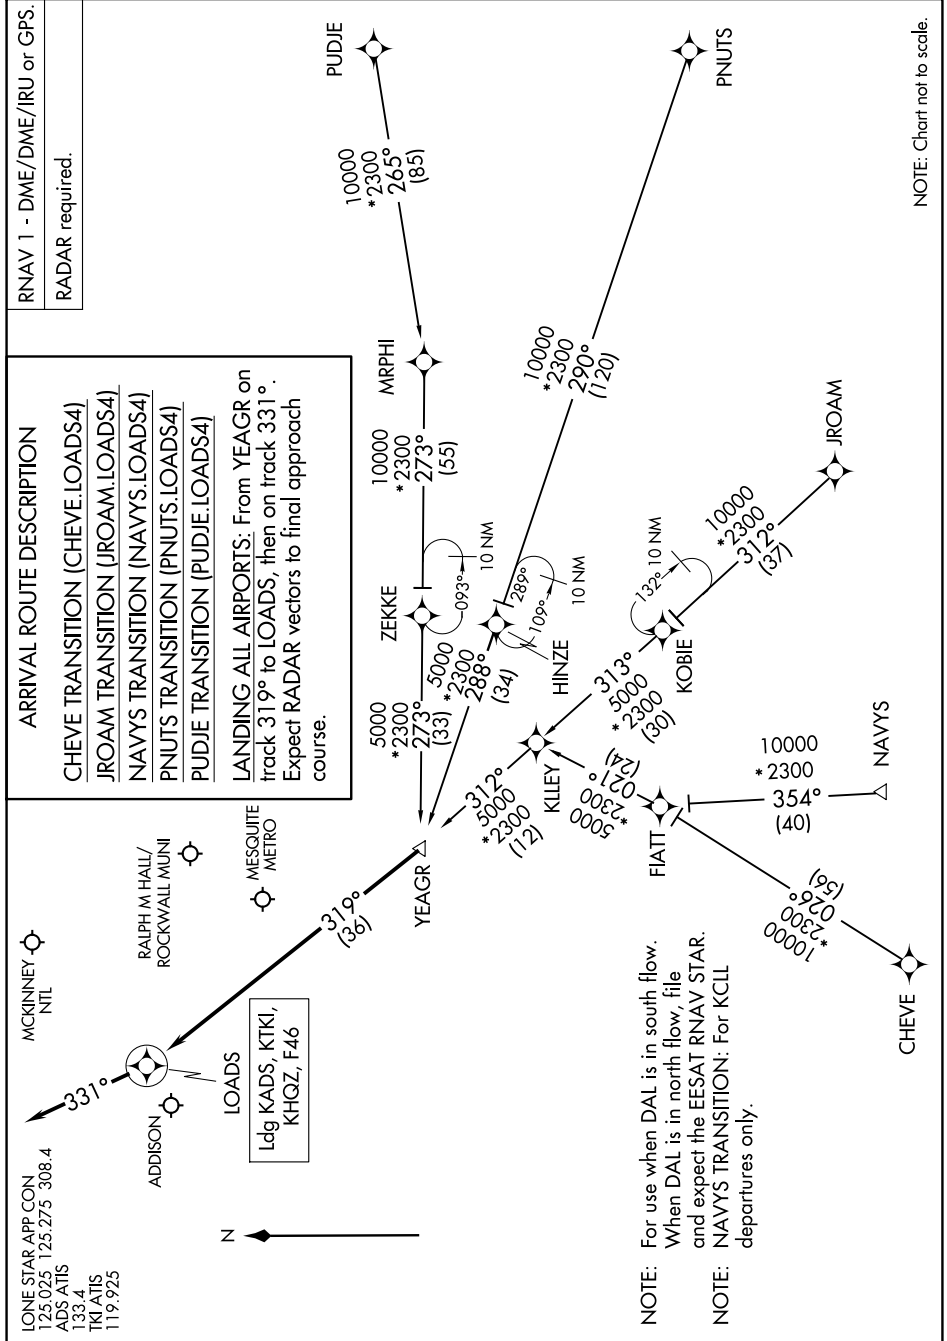 RNAV 1 - DME/DME/IRU or GPS.
RADAR required.
ARRIVAL ROUTE DESCRIPTION
CHEVE TRANSITION (CHEVE.LOADS4)
JROAM TRANSITION (JROAM.LOADS4)
NAVYS TRANSITION (NAVYS.LOADS4)
PNUTS TRANSITION (PNUTS.LOADS4)
PUDJE TRANSITION (PUDJE.LOADS4)
LANDING ALL AIRPORTS: From YEAGR on
track 319° to LOADS, then on track 331°.
Expect RADAR vectors to final approach
course.
LONE STAR APP CON
125.025 125.275 308.4
ADS ATIS
133.4
TKI ATIS
119.925
MCKINNEY
NTL
RALPH M HALL/
ROCKWALL MUNI
MESQUITE
METRO
331°
ADDISON
LOADS
Ldg KADS, KTKI,
KHQZ, F46
N
319°
(36)
YEAGR
5000
*2300
273°
(33)
ZEKKE
093°
10 NM
10000
*2300
273°
(55)
MRPHI
10000
*2300
265°
(85)
PUDJE
5000
*2300
288°
(34)
HINZE
289°
109°
10 NM
10000
*2300
290°
(120)
PNUTS
312°
5000
*2300
(12)
KLLEY
313°
5000
*2300
(30)
KOBIE
132°
10 NM
10000
*2300
312°
(37)
JROAM
(24)
021°
*2300
5000
FIATT
10000
*2300
354°
(40)
NAVYS
(56)
026°
*2300
10000
CHEVE
NOTE: For use when DAL is in south flow.
When DAL is in north flow, file
and expect the EESAT RNAV STAR.
NOTE: NAVYS TRANSITION: For KCLL
departures only.
NOTE: Chart not to scale.